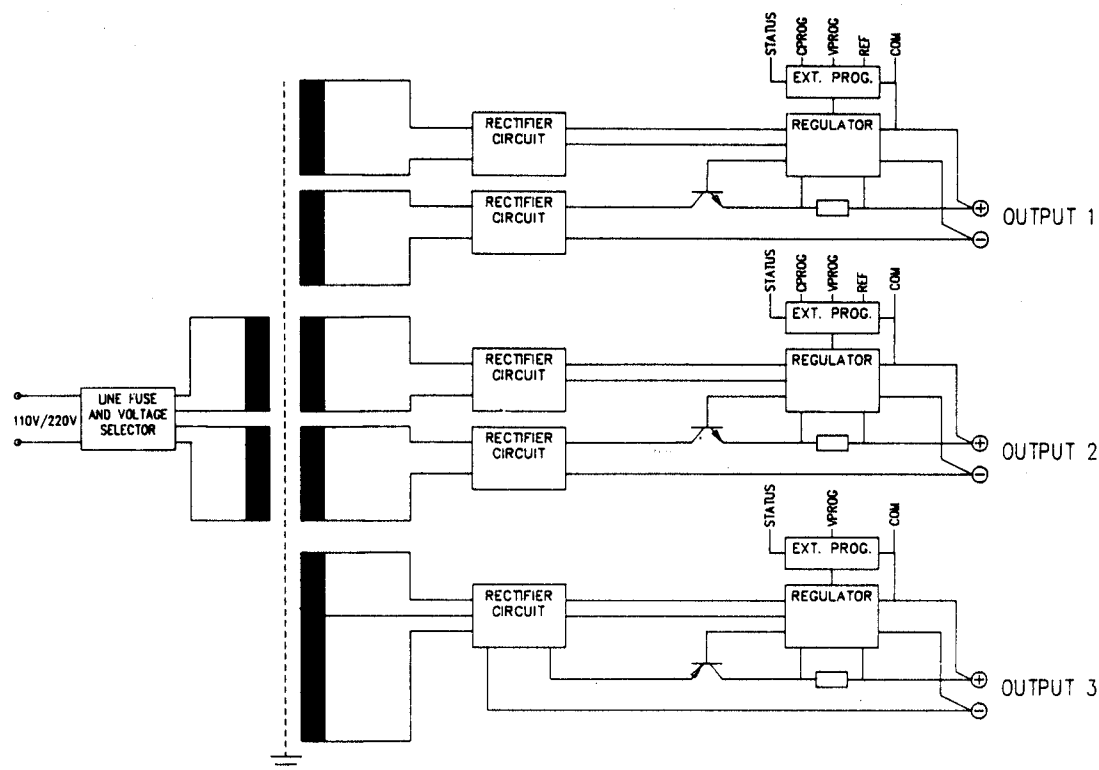 STATUS
CPROG
VPROG
REF
COM
EXT. PROG.
RECTIFIER
CIRCUIT
REGULATOR
RECTIFIER
CIRCUIT
+
OUTPUT 1
−
STATUS
CPROG
VPROG
REF
COM
EXT. PROG.
RECTIFIER
CIRCUIT
REGULATOR
110V/220V
LINE FUSE
AND VOLTAGE
SELECTOR
RECTIFIER
CIRCUIT
+
OUTPUT 2
−
STATUS
VPROG
COM
EXT. PROG.
RECTIFIER
CIRCUIT
REGULATOR
+
OUTPUT 3
−